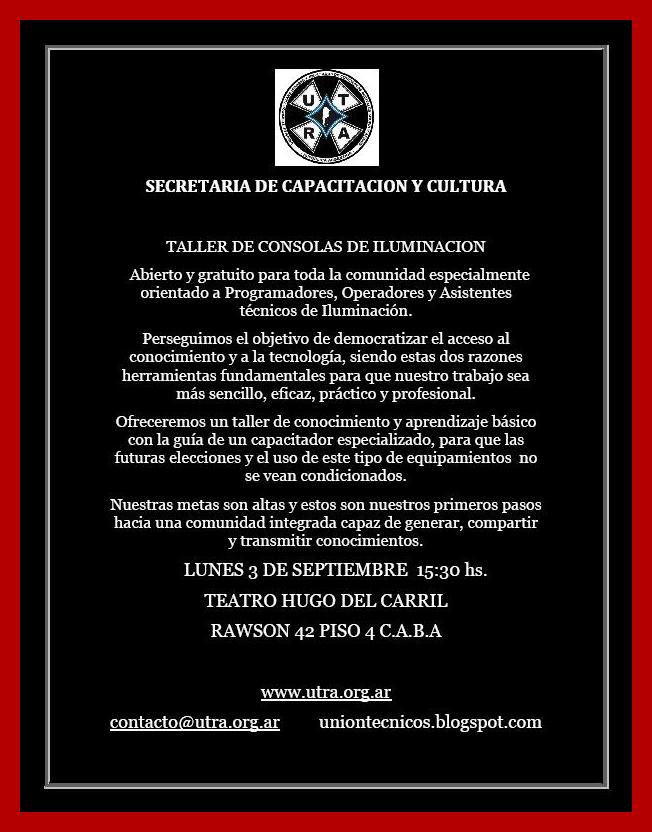 U T
R A
SECRETARIA DE CAPACITACION Y CULTURA
TALLER DE CONSOLAS DE ILUMINACION
Abierto y gratuito para toda la comunidad especialmente
orientado a Programadores, Operadores y Asistentes
técnicos de Iluminación.
Perseguimos el objetivo de democratizar el acceso al
conocimiento y a la tecnología, siendo estas dos razones
herramientas fundamentales para que nuestro trabajo sea
más sencillo, eficaz, práctico y profesional.
Ofreceremos un taller de conocimiento y aprendizaje básico
con la guía de un capacitador especializado, para que las
futuras elecciones y el uso de este tipo de equipamientos no
se vean condicionados.
Nuestras metas son altas y estos son nuestros primeros pasos
hacia una comunidad integrada capaz de generar, compartir
y transmitir conocimientos.
LUNES 3 DE SEPTIEMBRE 15:30 hs.
TEATRO HUGO DEL CARRIL
RAWSON 42 PISO 4 C.A.B.A
www.utra.org.ar
contacto@utra.org.ar uniontecnicos.blogspot.com